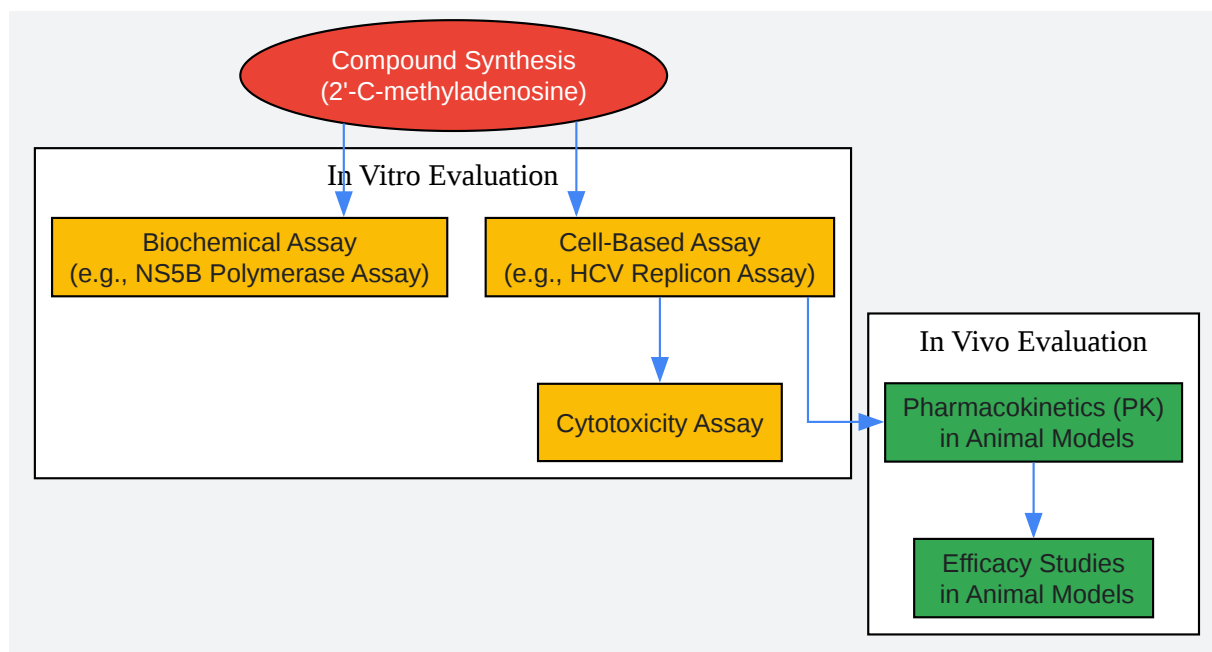 Compound Synthesis
(2'-C-methyladenosine)
In Vitro Evaluation
Biochemical Assay
(e.g., NS5B Polymerase Assay)
Cell-Based Assay
(e.g., HCV Replicon Assay)
Cytotoxicity Assay
In Vivo Evaluation
Pharmacokinetics (PK)
in Animal Models
Efficacy Studies
in Animal Models